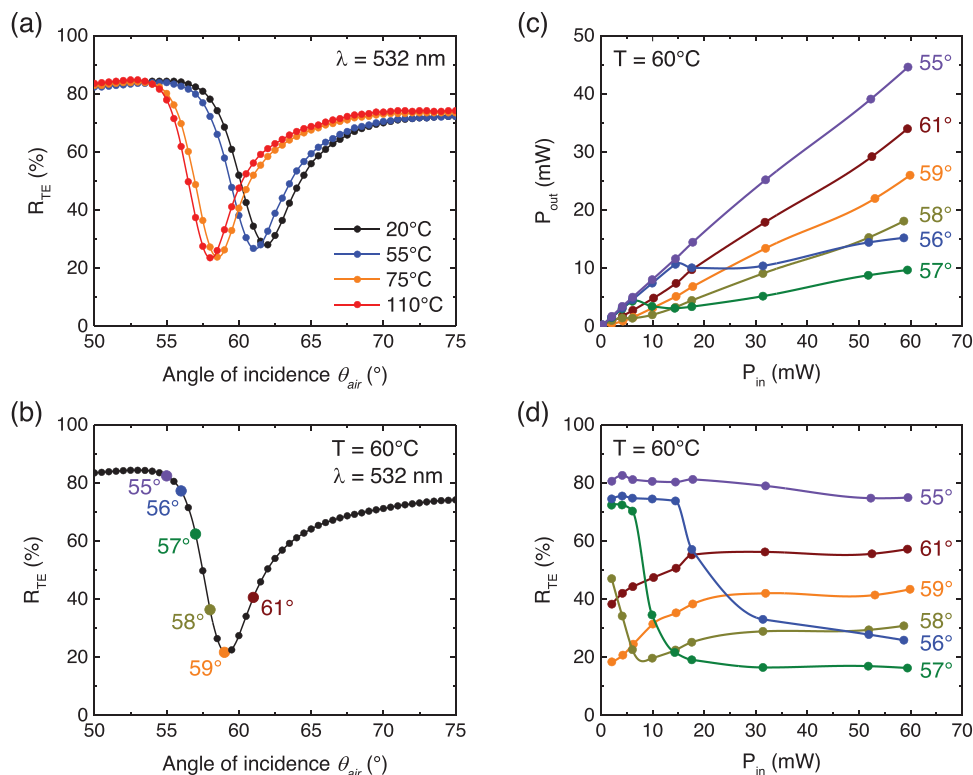 (a)
100
80
60
40
20
0
R_TE (%)
λ = 532 nm
20°C
55°C
75°C
110°C
50 55 60 65 70 75
Angle of incidence θ_air (°)
(c)
50
40
30
20
10
0
P_out (mW)
T = 60°C
55°
61°
59°
58°
56°
57°
0 10 20 30 40 50 60 70
P_in (mW)
(b)
100
80
60
40
20
0
R_TE (%)
T = 60°C
λ = 532 nm
55°
56°
57°
58°
59°
61°
50 55 60 65 70 75
Angle of incidence θ_air (°)
(d)
100
80
60
40
20
0
R_TE (%)
T = 60°C
55°
61°
59°
58°
56°
57°
0 10 20 30 40 50 60 70
P_in (mW)